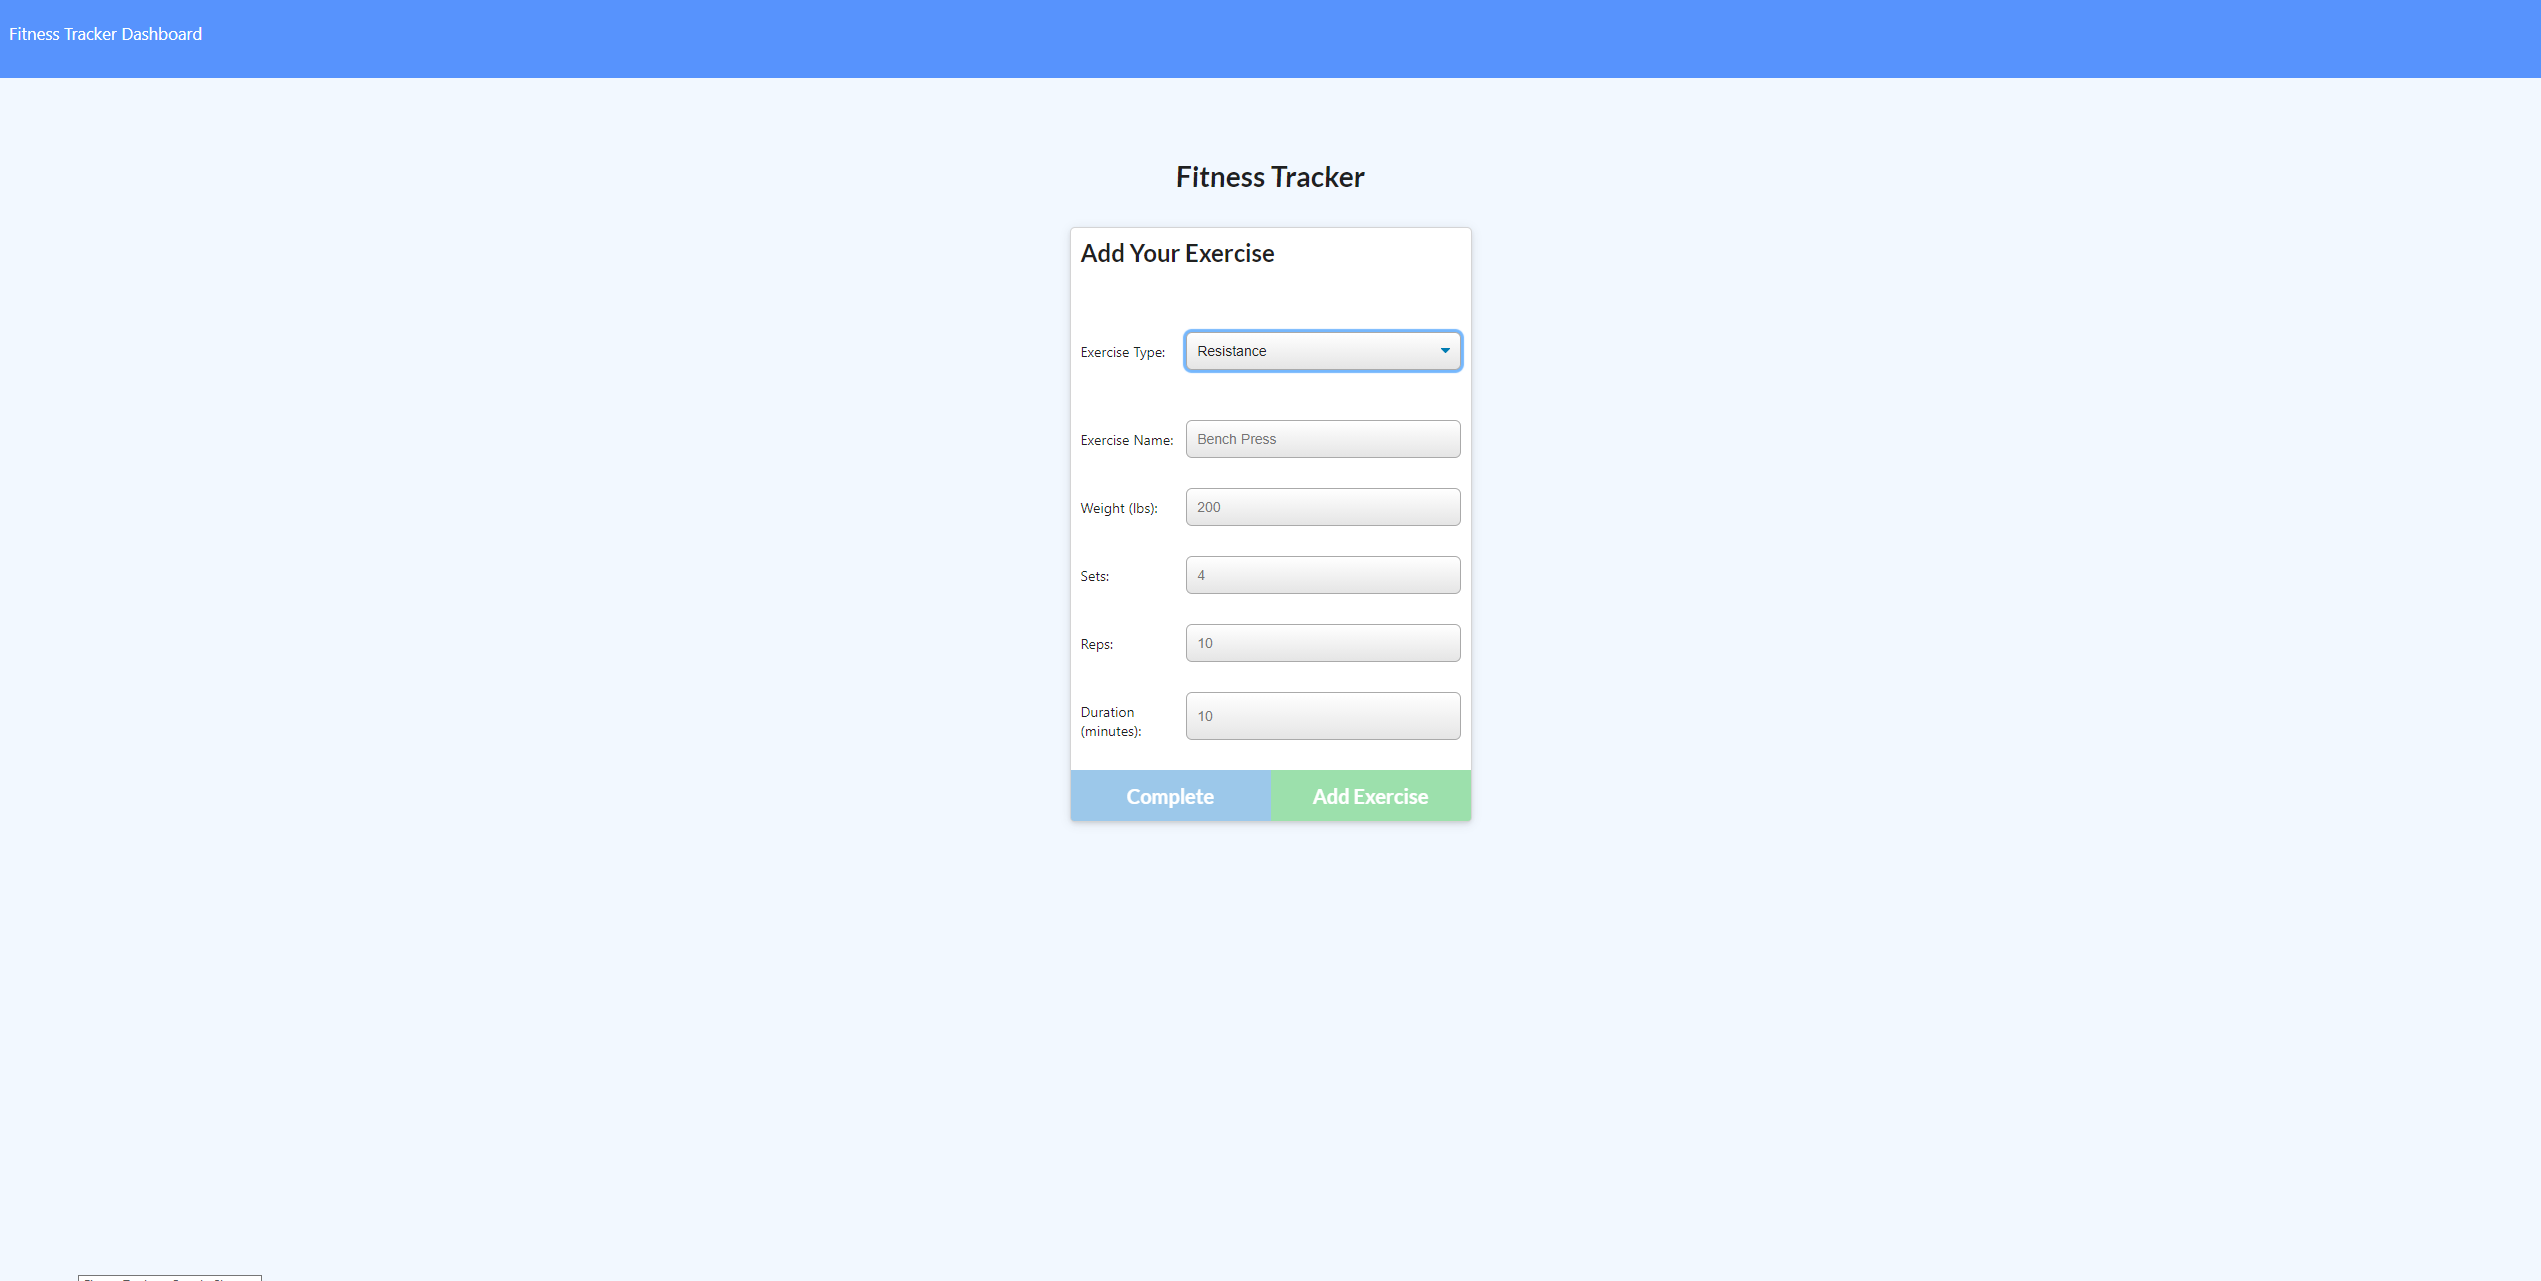 Fitness Tracker Dashboard
Fitness Tracker
Add Your Exercise
Exercise Type: Resistance
Exercise Name: Bench Press
Weight (lbs): 200
Sets: 4
Reps: 10
Duration (minutes): 10
Complete Add Exercise